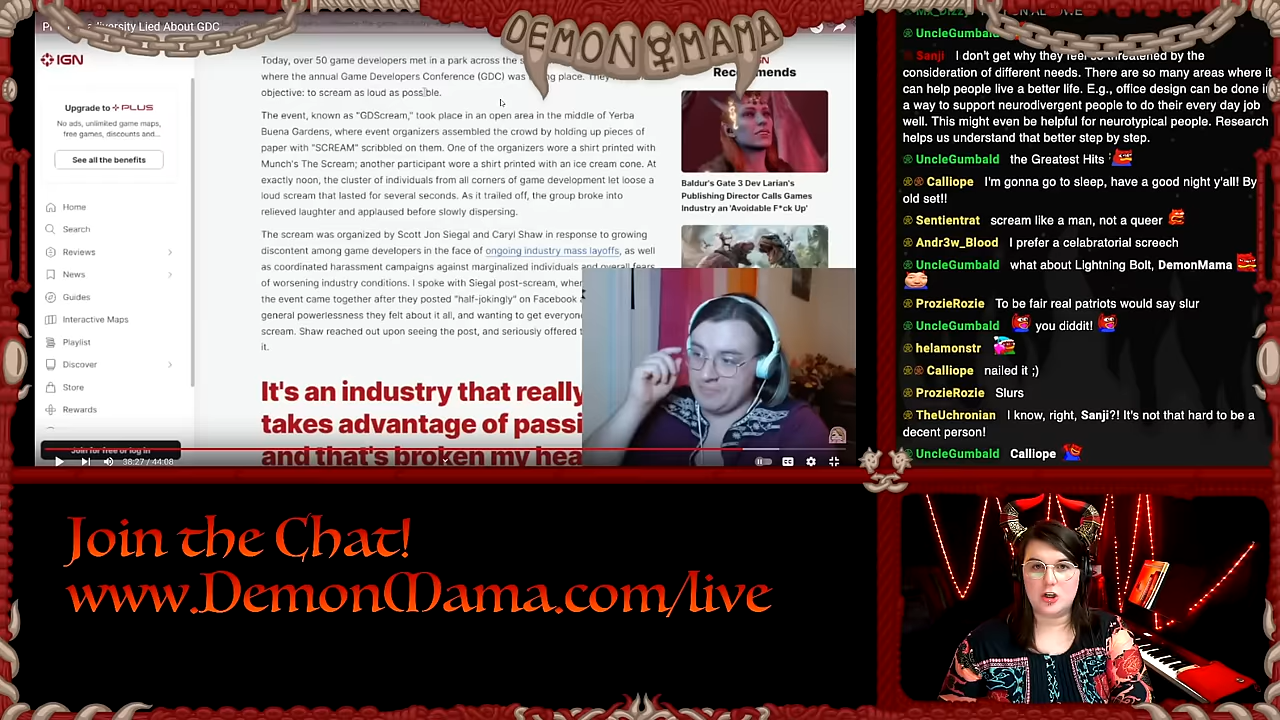 diversity Lied About GDC
DEMON MAMA
IGN
Upgrade to PLUS
No ads, unlimited game maps,
free games, discounts and...
See all the benefits
Home
Search
Reviews
News
Guides
Interactive Maps
Playlist
Discover
Store
Rewards
Join for free or log in
38:27 / 44:08
Today, over 50 game developers met in a park across the
where the annual Game Developers Conference (GDC) was place. They
objective: to scream as loud as possible.
The event, known as "GDScream," took place in an open area in the middle of Yerba
Buena Gardens, where event organizers assembled the crowd by holding up pieces of
paper with "SCREAM" scribbled on them. One of the organizers wore a shirt printed with
Munch's The Scream; another participant wore a shirt printed with an ice cream cone. At
exactly noon, the cluster of individuals from all corners of game development let loose a
loud scream that lasted for several seconds. As it trailed off, the group broke into
relieved laughter and applaused before slowly dispersing.
The scream was organized by Scott Jon Siegal and Caryl Shaw in response to growing
discontent among game developers in the face of ongoing industry mass layoffs, as well
as coordinated harassment campaigns against marginalized individuals and overall fears
of worsening industry conditions. I spoke with Siegal post-scream, wher
the event came together after they posted "half-jokingly" on Facebook
general powerlessness they felt about it all, and wanting to get everyon
scream. Shaw reached out upon seeing the post, and seriously offered t
it.
It's an industry that really
takes advantage of passi
and that's broken my hea
Recommends
Baldur's Gate 3 Dev Larian's
Publishing Director Calls Games
Industry an 'Avoidable F*ck Up'
UncleGumbald
Sanji I don't get why they feel so threatened by the
consideration of different needs. There are so many areas where it
can help people live a better life. E.g., office design can be done in
a way to support neurodivergent people to do their every day job
well. This might even be helpful for neurotypical people. Research
helps us understand that better step by step.
UncleGumbald the Greatest Hits
Calliope I'm gonna go to sleep, have a good night y'all! By
old set!!
Sentientrat scream like a man, not a queer
Andr3w_Blood I prefer a celabratorial screech
UncleGumbald what about Lightning Bolt, DemonMama
ProzieRozie To be fair real patriots would say slur
UncleGumbald you diddit!
helamonstr
Calliope nailed it ;)
ProzieRozie Slurs
TheUchronian I know, right, Sanji?! It's not that hard to be a
decent person!
UncleGumbald Calliope
Join the Chat!
www.DemonMama.com/live